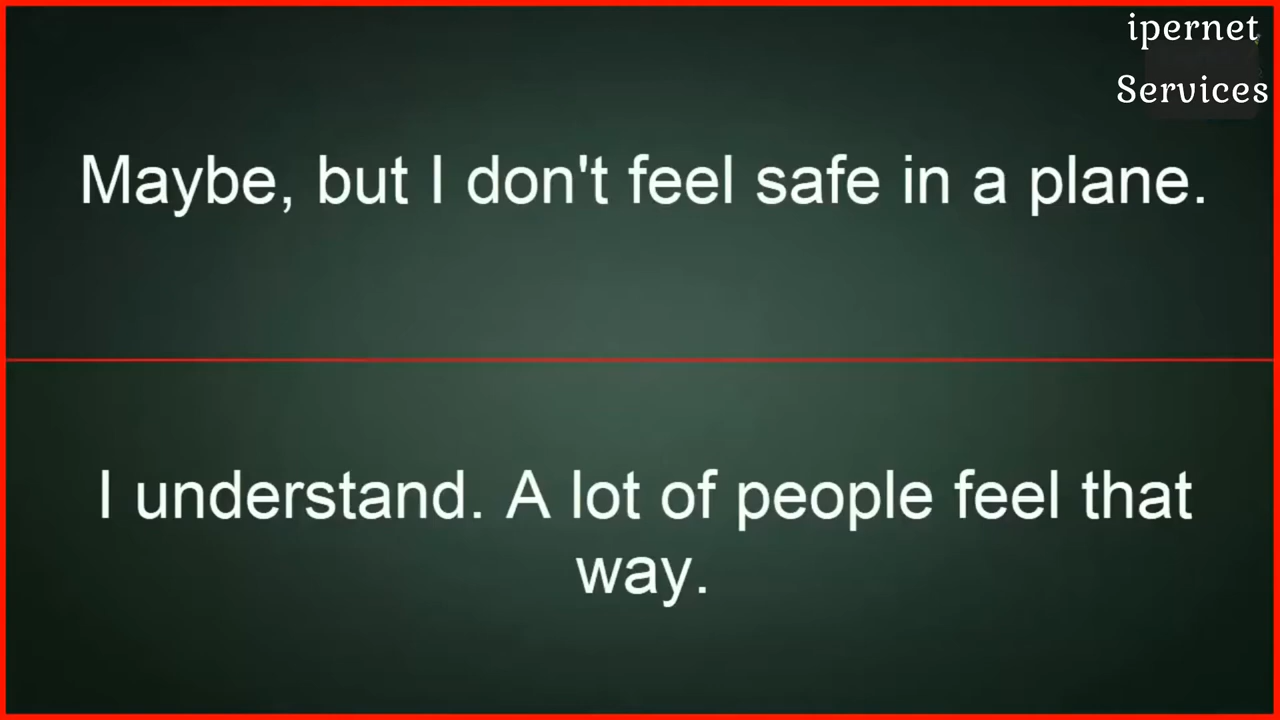 ipernet
Services
Maybe, but I don't feel safe in a plane.
I understand. A lot of people feel that
way.